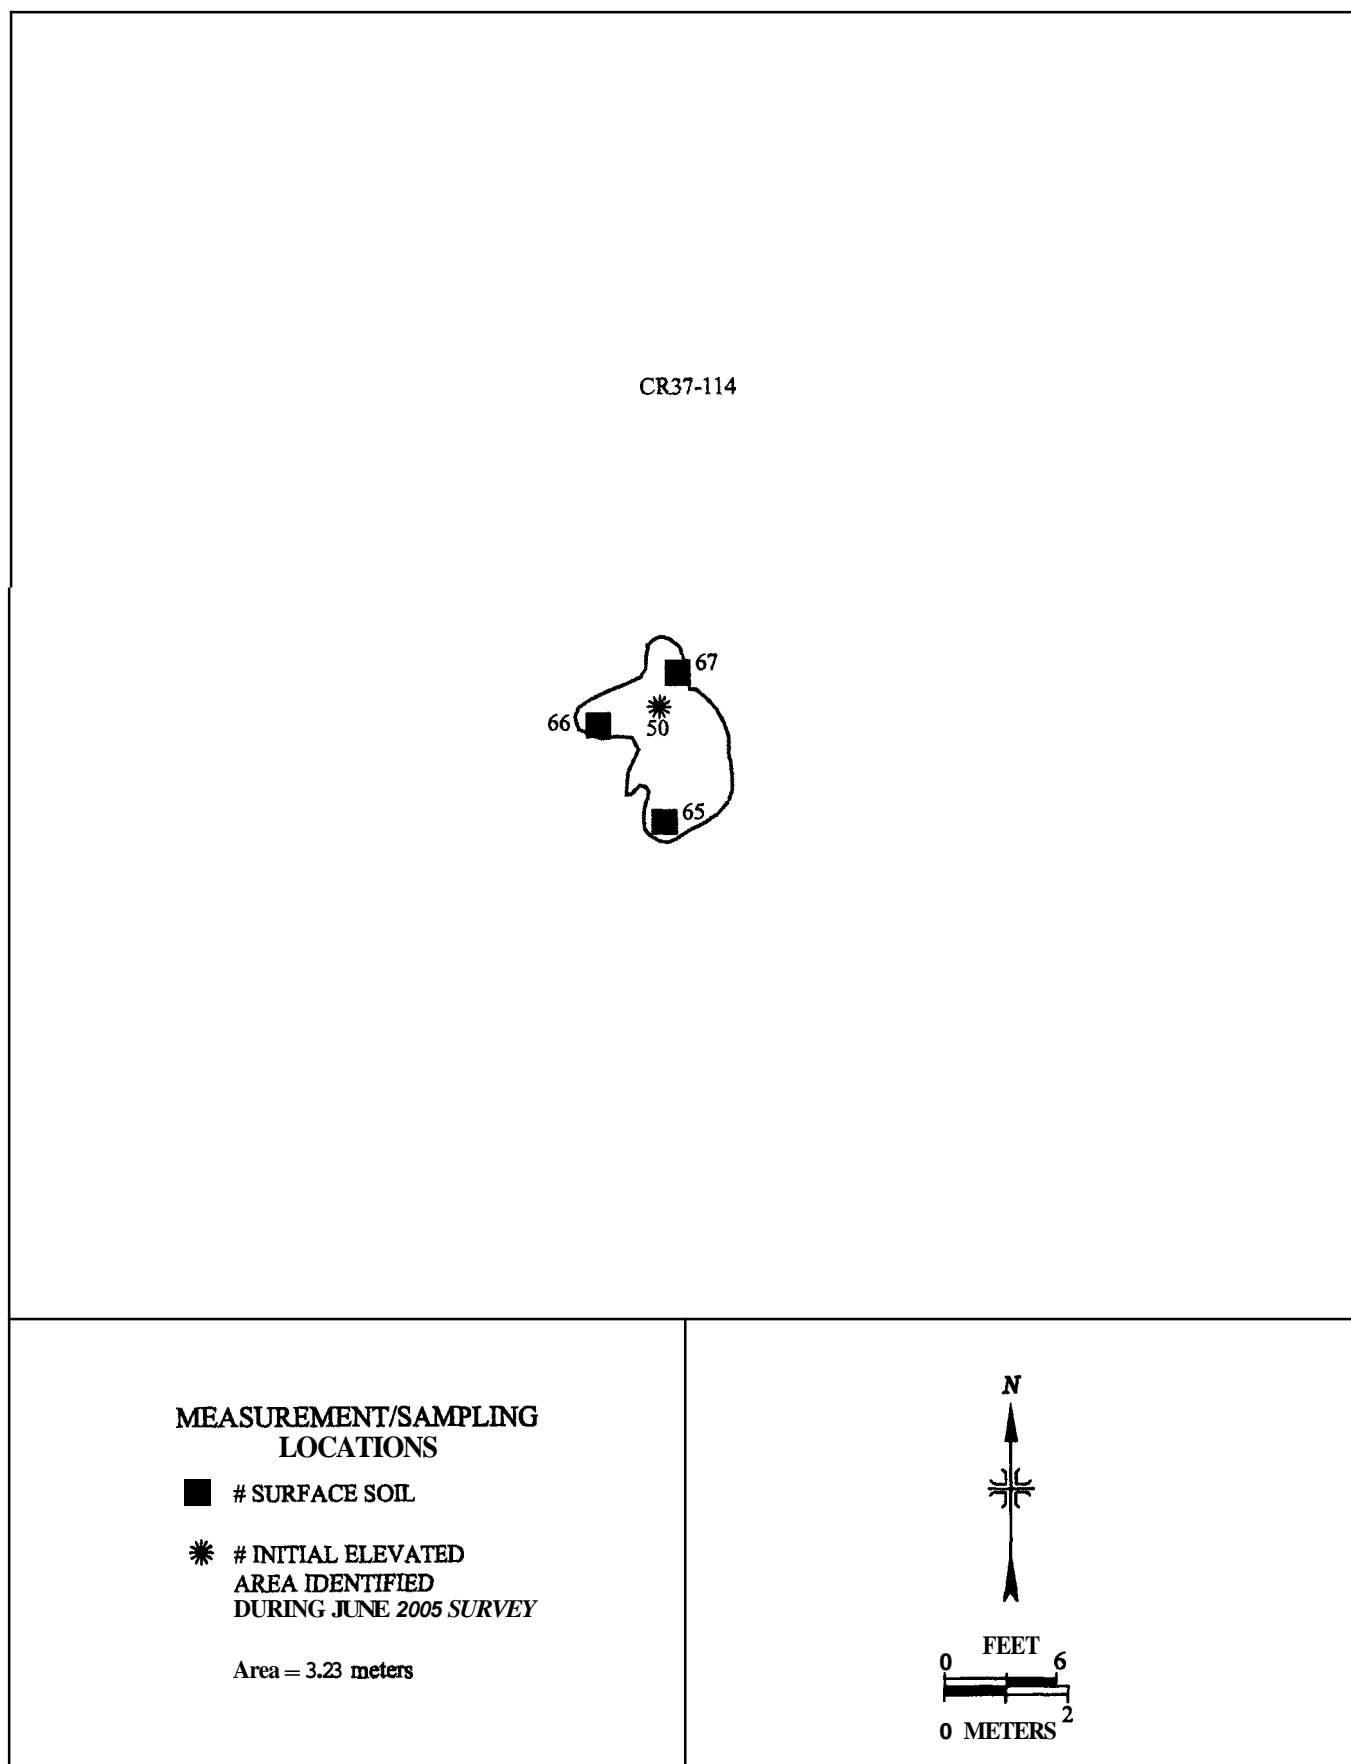 CR37-114
67
66
50
65
MEASUREMENT/SAMPLING
LOCATIONS
# SURFACE SOIL
# INITIAL ELEVATED
AREA IDENTIFIED
DURING JUNE 2005 SURVEY
Area = 3.23 meters
N
FEET
0 6
0 METERS 2